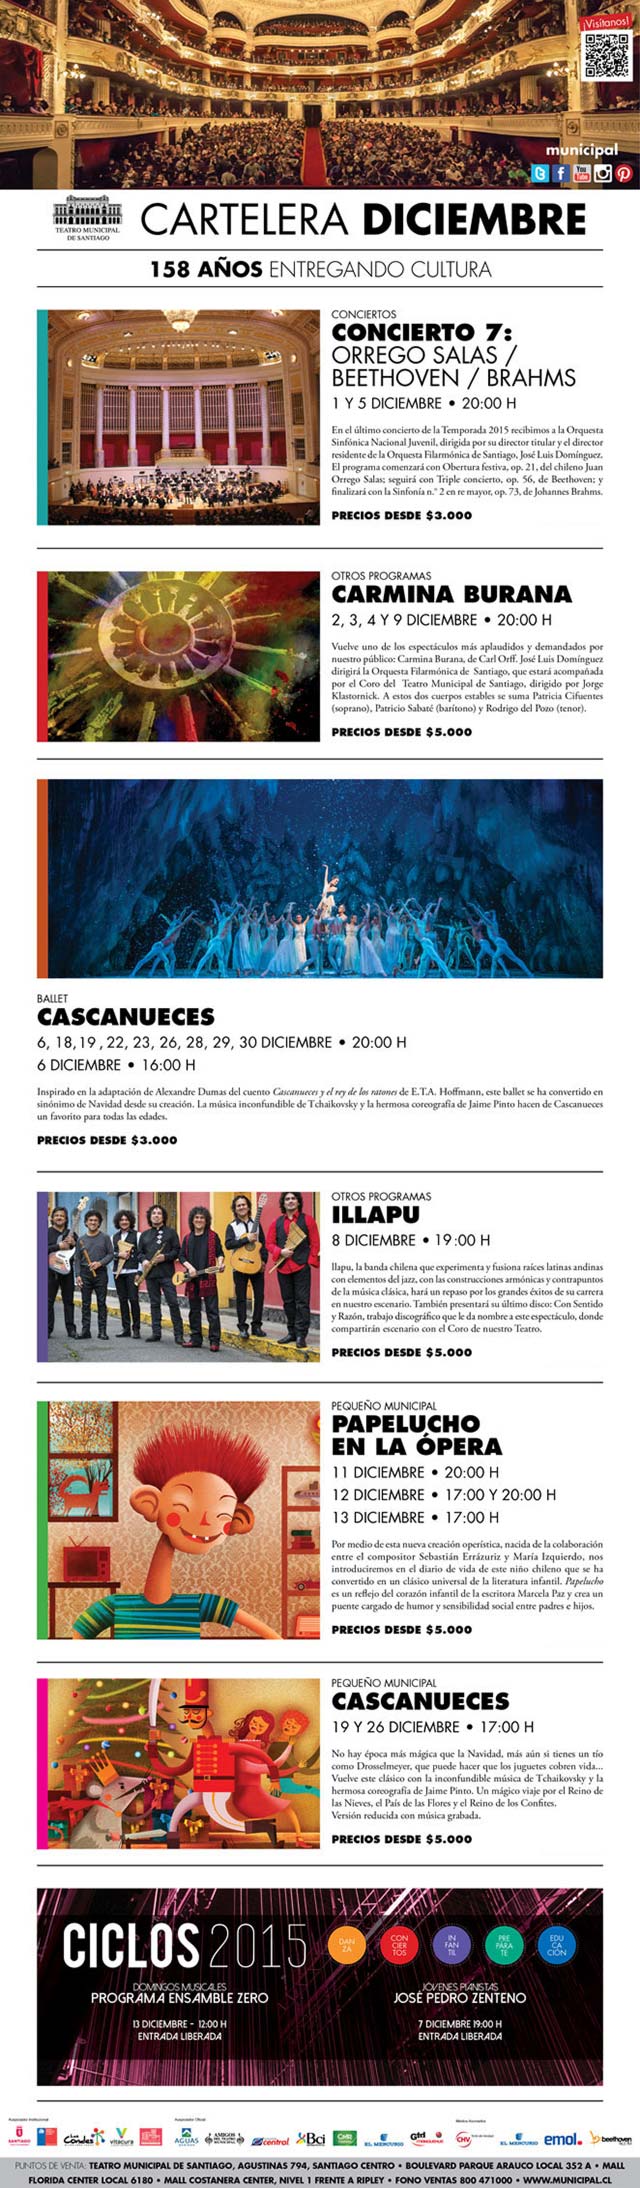 ¡Visítanos!
municipal
You
Tube
TEATRO MUNICIPAL
DE SANTIAGO
CARTELERA DICIEMBRE
158 AÑOS ENTREGANDO CULTURA
CONCIERTOS
CONCIERTO 7:
ORREGO SALAS /
BEETHOVEN / BRAHMS
1 Y 5 DICIEMBRE • 20:00 H
En el último concierto de la Temporada 2015 recibimos a la Orquesta
Sinfónica Nacional Juvenil, dirigida por su director titular y el director
residente de la Orquesta Filarmónica de Santiago, José Luis Domínguez.
El programa comenzará con Obertura festiva, op. 21, del chileno Juan
Orrego Salas; seguirá con Triple concierto, op. 56, de Beethoven; y
finalizará con la Sinfonía n.° 2 en re mayor, op. 73, de Johannes Brahms.
PRECIOS DESDE $3.000
OTROS PROGRAMAS
CARMINA BURANA
2, 3, 4 Y 9 DICIEMBRE • 20:00 H
Vuelve uno de los espectáculos más aplaudidos y demandados por
nuestro público: Carmina Burana, de Carl Orff. José Luis Domínguez
dirigirá la Orquesta Filarmónica de Santiago, que estará acompañada
por el Coro del Teatro Municipal de Santiago, dirigido por Jorge
Klastornick. A estos dos cuerpos estables se suma Patricia Cifuentes
(soprano), Patricio Sabaté (barítono) y Rodrigo del Pozo (tenor).
PRECIOS DESDE $5.000
BALLET
CASCANUECES
6, 18,19 , 22, 23, 26, 28, 29, 30 DICIEMBRE • 20:00 H
6 DICIEMBRE • 16:00 H
Inspirado en la adaptación de Alexandre Dumas del cuento Cascanueces y el rey de los ratones de E.T.A. Hoffmann, este ballet se ha convertido en
sinónimo de Navidad desde su creación. La música inconfundible de Tchaikovsky y la hermosa coreografía de Jaime Pinto hacen de Cascanueces
un favorito para todas las edades.
PRECIOS DESDE $3.000
OTROS PROGRAMAS
ILLAPU
8 DICIEMBRE • 19:00 H
llapu, la banda chilena que experimenta y fusiona raíces latinas andinas
con elementos del jazz, con las construcciones armónicas y contrapuntos
de la música clásica, hará un repaso por los grandes éxitos de su carrera
en nuestro escenario. También presentará su último disco: Con Sentido
y Razón, trabajo discográfico que le da nombre a este espectáculo, donde
compartirán escenario con el Coro de nuestro Teatro.
PRECIOS DESDE $5.000
PEQUEÑO MUNICIPAL
PAPELUCHO
EN LA ÓPERA
11 DICIEMBRE • 20:00 H
12 DICIEMBRE • 17:00 Y 20:00 H
13 DICIEMBRE • 17:00 H
Por medio de esta nueva creación operística, nacida de la colaboración
entre el compositor Sebastián Errázuriz y María Izquierdo, nos
introduciremos en el diario de vida de este niño chileno que se ha
convertido en un clásico universal de la literatura infantil. Papelucho
es un reflejo del corazón infantil de la escritora Marcela Paz y crea un
puente cargado de humor y sensibilidad social entre padres e hijos.
PRECIOS DESDE $5.000
PEQUEÑO MUNICIPAL
CASCANUECES
19 Y 26 DICIEMBRE • 17:00 H
No hay época más mágica que la Navidad, más aún si tienes un tío
como Drosselmeyer, que puede hacer que los juguetes cobren vida...
Vuelve este clásico con la inconfundible música de Tchaikovsky y la
hermosa coreografía de Jaime Pinto. Un mágico viaje por el Reino de
las Nieves, el País de las Flores y el Reino de los Confites.
Versión reducida con música grabada.
PRECIOS DESDE $5.000
CICLOS 2015
DAN
ZA
CON
CIER
TOS
IN
FAN
TIL
PRE
PÁRA
TE
EDU
CA
CIÓN
DOMINGOS MUSICALES
PROGRAMA ENSAMBLE ZERO
13 DICIEMBRE - 12:00 H
ENTRADA LIBERADA
JÓVENES PIANISTAS
JOSÉ PEDRO ZENTENO
7 DICIEMBRE 19:00 H
ENTRADA LIBERADA
Auspiciador Institucional
Auspiciador Oficial
Medios Asociados
SANTIAGO
Las Condes
vitacura
AGUAS
AMIGOS
central
Bci
CMR
EL MERCURIO
gtd
CHV
EL MERCURIO
emol.
beethoven
PUNTOS DE VENTA: TEATRO MUNICIPAL DE SANTIAGO, AGUSTINAS 794, SANTIAGO CENTRO • BOULEVARD PARQUE ARAUCO LOCAL 352 A • MALL
FLORIDA CENTER LOCAL 6180 • MALL COSTANERA CENTER, NIVEL 1 FRENTE A RIPLEY • FONO VENTAS 800 471000 • WWW.MUNICIPAL.CL